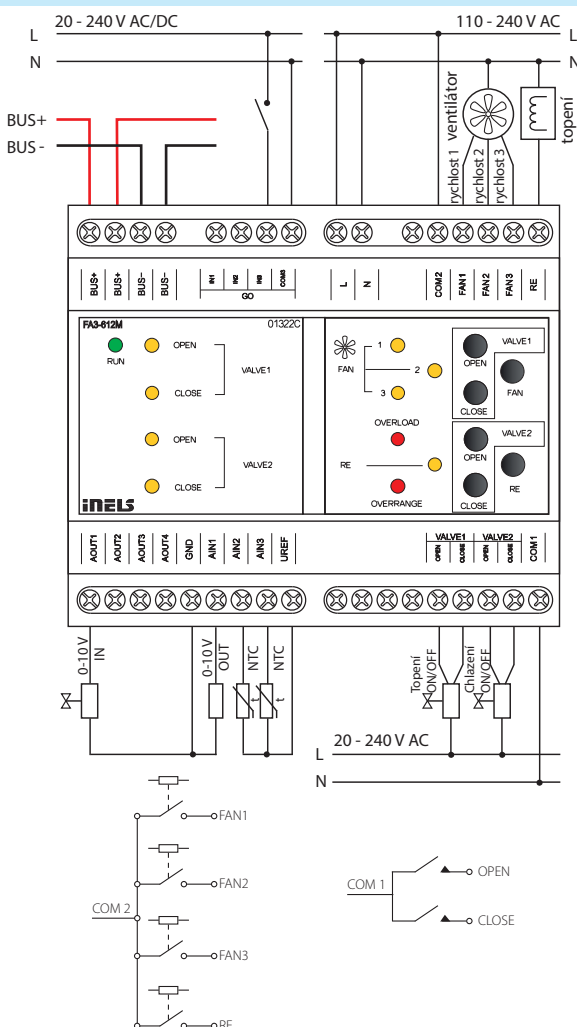 20 - 240 V AC/DC
110 - 240 V AC
L
L
N
N
BUS+
BUS -
rychlost 1
ventilátor
rychlost 2
rychlost 3
topení
BUS+
BUS+
BUS-
BUS-
IN1
IN2
IN3
COM3
GO
L
N
COM2
FAN1
FAN2
FAN3
RE
FA3-612M
01322C
RUN
OPEN
VALVE1
CLOSE
OPEN
VALVE2
CLOSE
iNELS
FAN
1
2
3
OVERLOAD
RE
OVERRANGE
VALVE1
OPEN
FAN
CLOSE
VALVE2
OPEN
RE
CLOSE
AOUT1
AOUT2
AOUT3
AOUT4
GND
AIN1
AIN2
AIN3
UREF
VALVE1
VALVE2
OPEN
CLOSE
OPEN
CLOSE
COM1
0-10 V
IN
0-10 V
OUT
NTC
NTC
t
t
Topení
ON/OFF
Chlazení
ON/OFF
L
20 - 240 V AC
N
FAN1
FAN2
COM 2
FAN3
RE
COM 1
OPEN
CLOSE